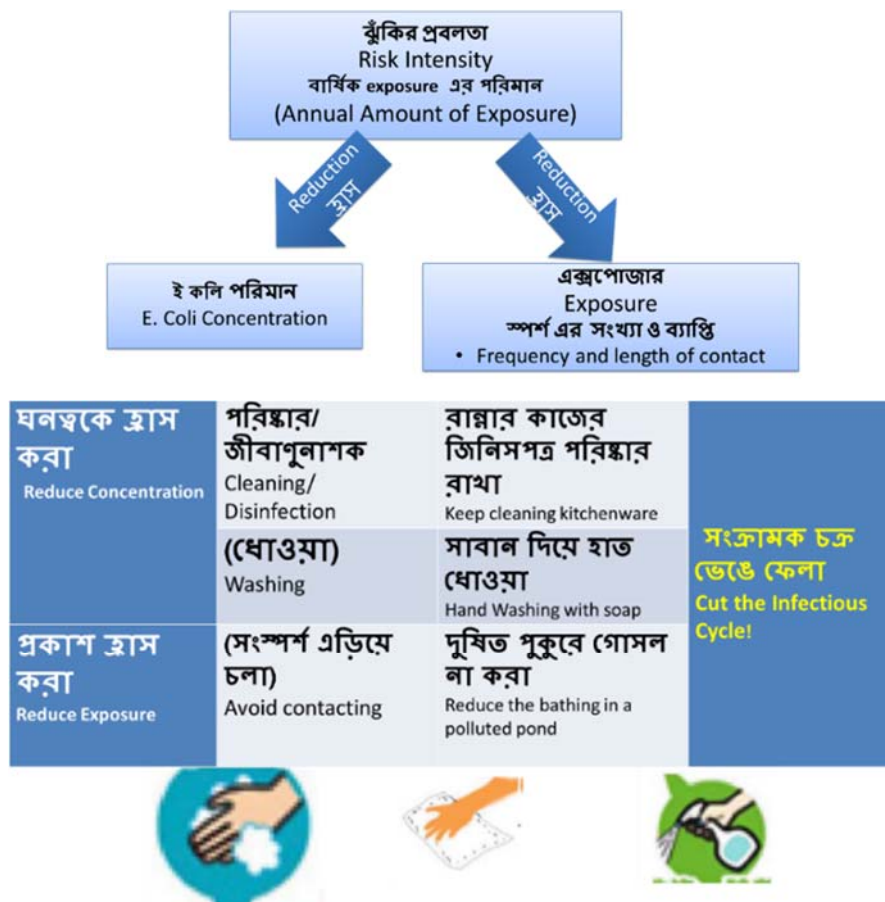 ঝুঁকির প্রবলতা
Risk Intensity
বার্ষিক exposure এর পরিমান
(Annual Amount of Exposure)
Reduction
হ্রাস
Reduction
হ্রাস
ই কলি পরিমান
E. Coli Concentration
এক্সপোজার
Exposure
স্পর্শ এর সংখ্যা ও ব্যাপ্তি
• Frequency and length of contact
ঘনত্বকে হ্রাস
করা
Reduce Concentration
পরিষ্কার/
জীবাণুনাশক
Cleaning/
Disinfection
রান্নার কাজের
জিনিসপত্র পরিষ্কার
রাখা
Keep cleaning kitchenware
(ধোওয়া)
Washing
সাবান দিয়ে হাত
ধোওয়া
Hand Washing with soap
সংক্রামক চক্র
ভেঙে ফেলা
Cut the Infectious
Cycle!
প্রকাশ হ্রাস
করা
Reduce Exposure
(সংস্পর্শ এড়িয়ে
চলা)
Avoid contacting
দুষিত পুকুরে গোসল
না করা
Reduce the bathing in a
polluted pond